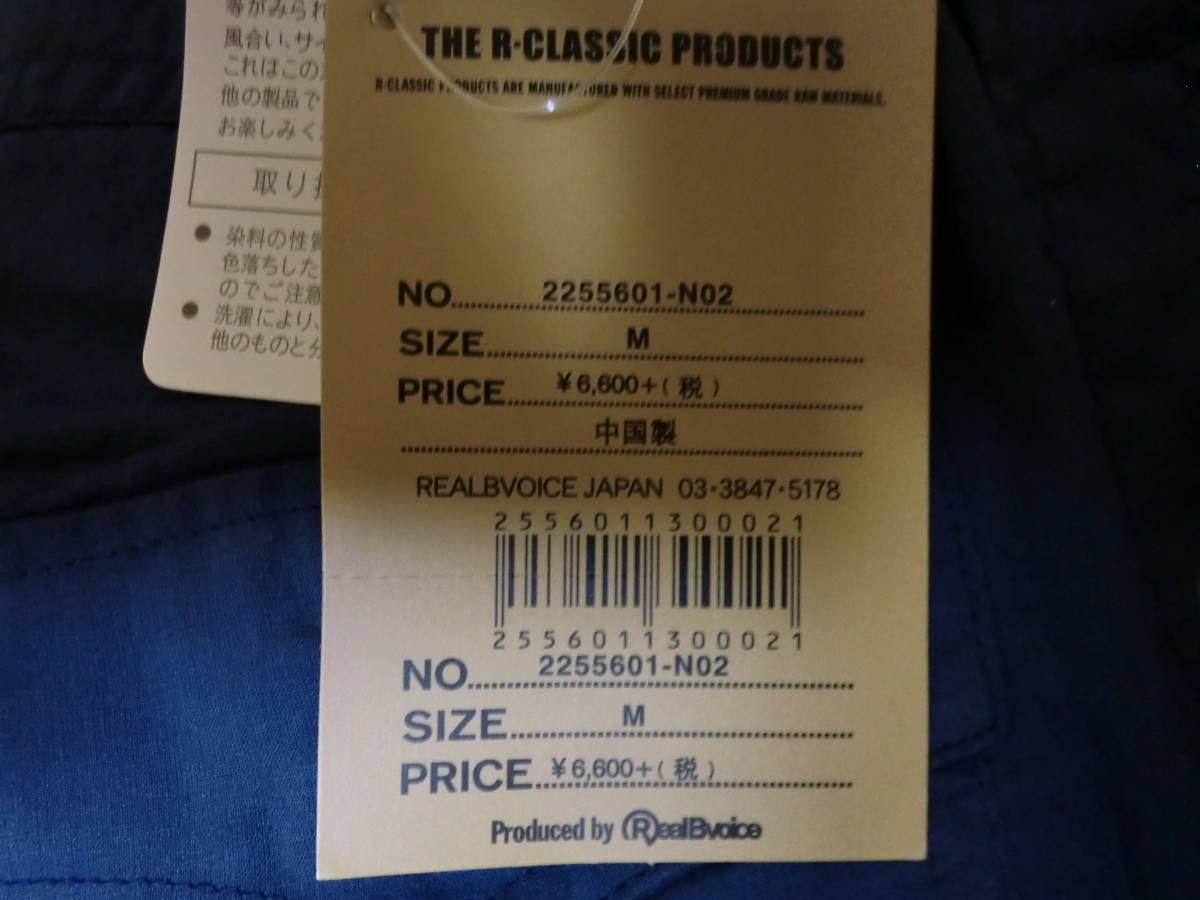 等がみられ
風合い、サイ
これはこの
他の製品で
お楽しみく
取り扱
● 染料の性質
色落ちした
のでご注意
● 洗濯により、
他のものと分
THE R·CLASSIC PRODUCTS
R-CLASSIC PRODUCTS ARE MANUFACTURED WITH SELECT PREMIUM GRADE RAW MATERIALS.
NO. 2255601-N02
SIZE M
PRICE ¥6,600+(税)
中国製
REALBVOICE JAPAN 03·3847·5178
2556011300021
2556011300021
NO. 2255601-N02
SIZE M
PRICE ¥6,600+(税)
Produced by RealBvoice